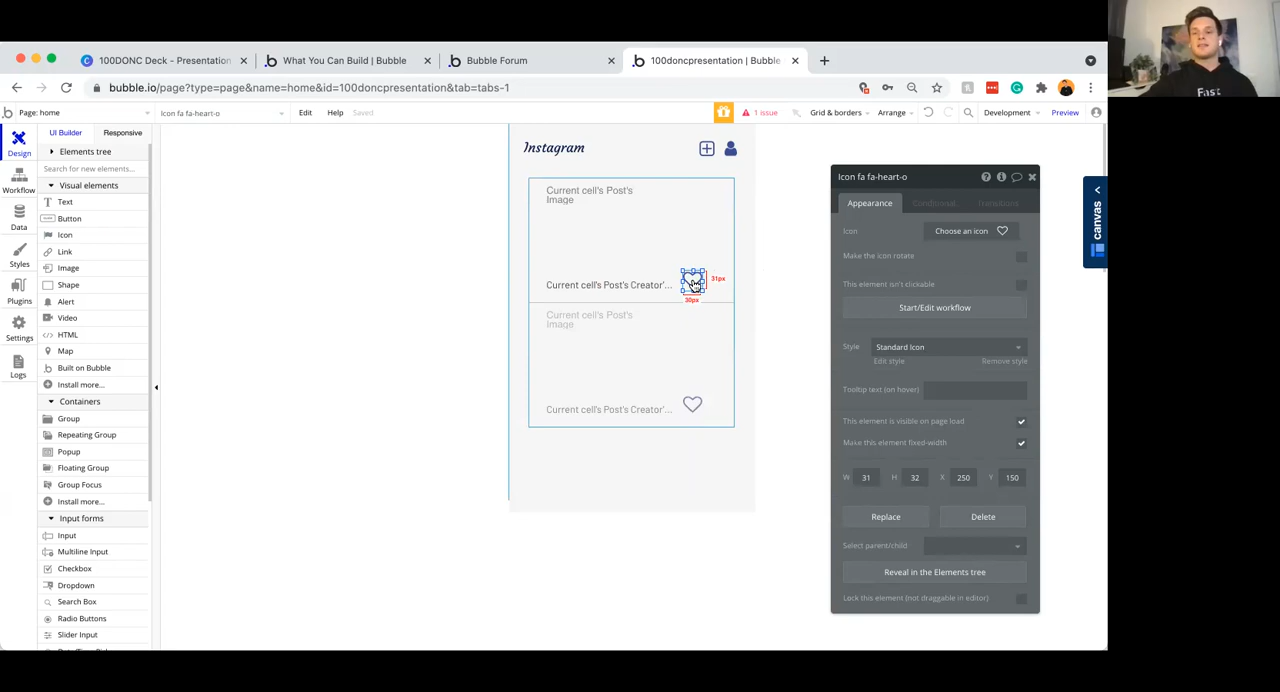 100DONC Deck - Presentation
What You Can Build | Bubble
Bubble Forum
100doncpresentation | Bubble
bubble.io/page?type=page&name=home&id=100doncpresentation&tab=tabs-1
Page: home
Icon fa fa-heart-o
Edit
Help
Saved
1 issue
Grid & borders
Arrange
Development
Preview
Design
Workflow
Data
Styles
Plugins
Settings
Logs
UI Builder
Responsive
Elements tree
Search for new elements...
Visual elements
Text
Button
Icon
Link
Image
Shape
Alert
Video
HTML
Map
Built on Bubble
Install more...
Containers
Group
Repeating Group
Popup
Floating Group
Group Focus
Install more...
Input forms
Input
Multiline Input
Checkbox
Dropdown
Search Box
Radio Buttons
Slider Input
Instagram
Current cell's Post's
Image
Current cell's Post's Creator'...
31px
30px
Current cell's Post's
Image
Current cell's Post's Creator'...
Icon fa fa-heart-o
Appearance
Conditional
Transitions
Icon
Choose an icon
Make the icon rotate
This element isn't clickable
Start/Edit workflow
Style
Standard Icon
Edit style
Remove style
Tooltip text (on hover)
This element is visible on page load
Make this element fixed-width
W 31 H 32 X 250 Y 150
Replace
Delete
Select parent/child
Reveal in the Elements tree
Lock this element (not draggable in editor)
canvas
Fast